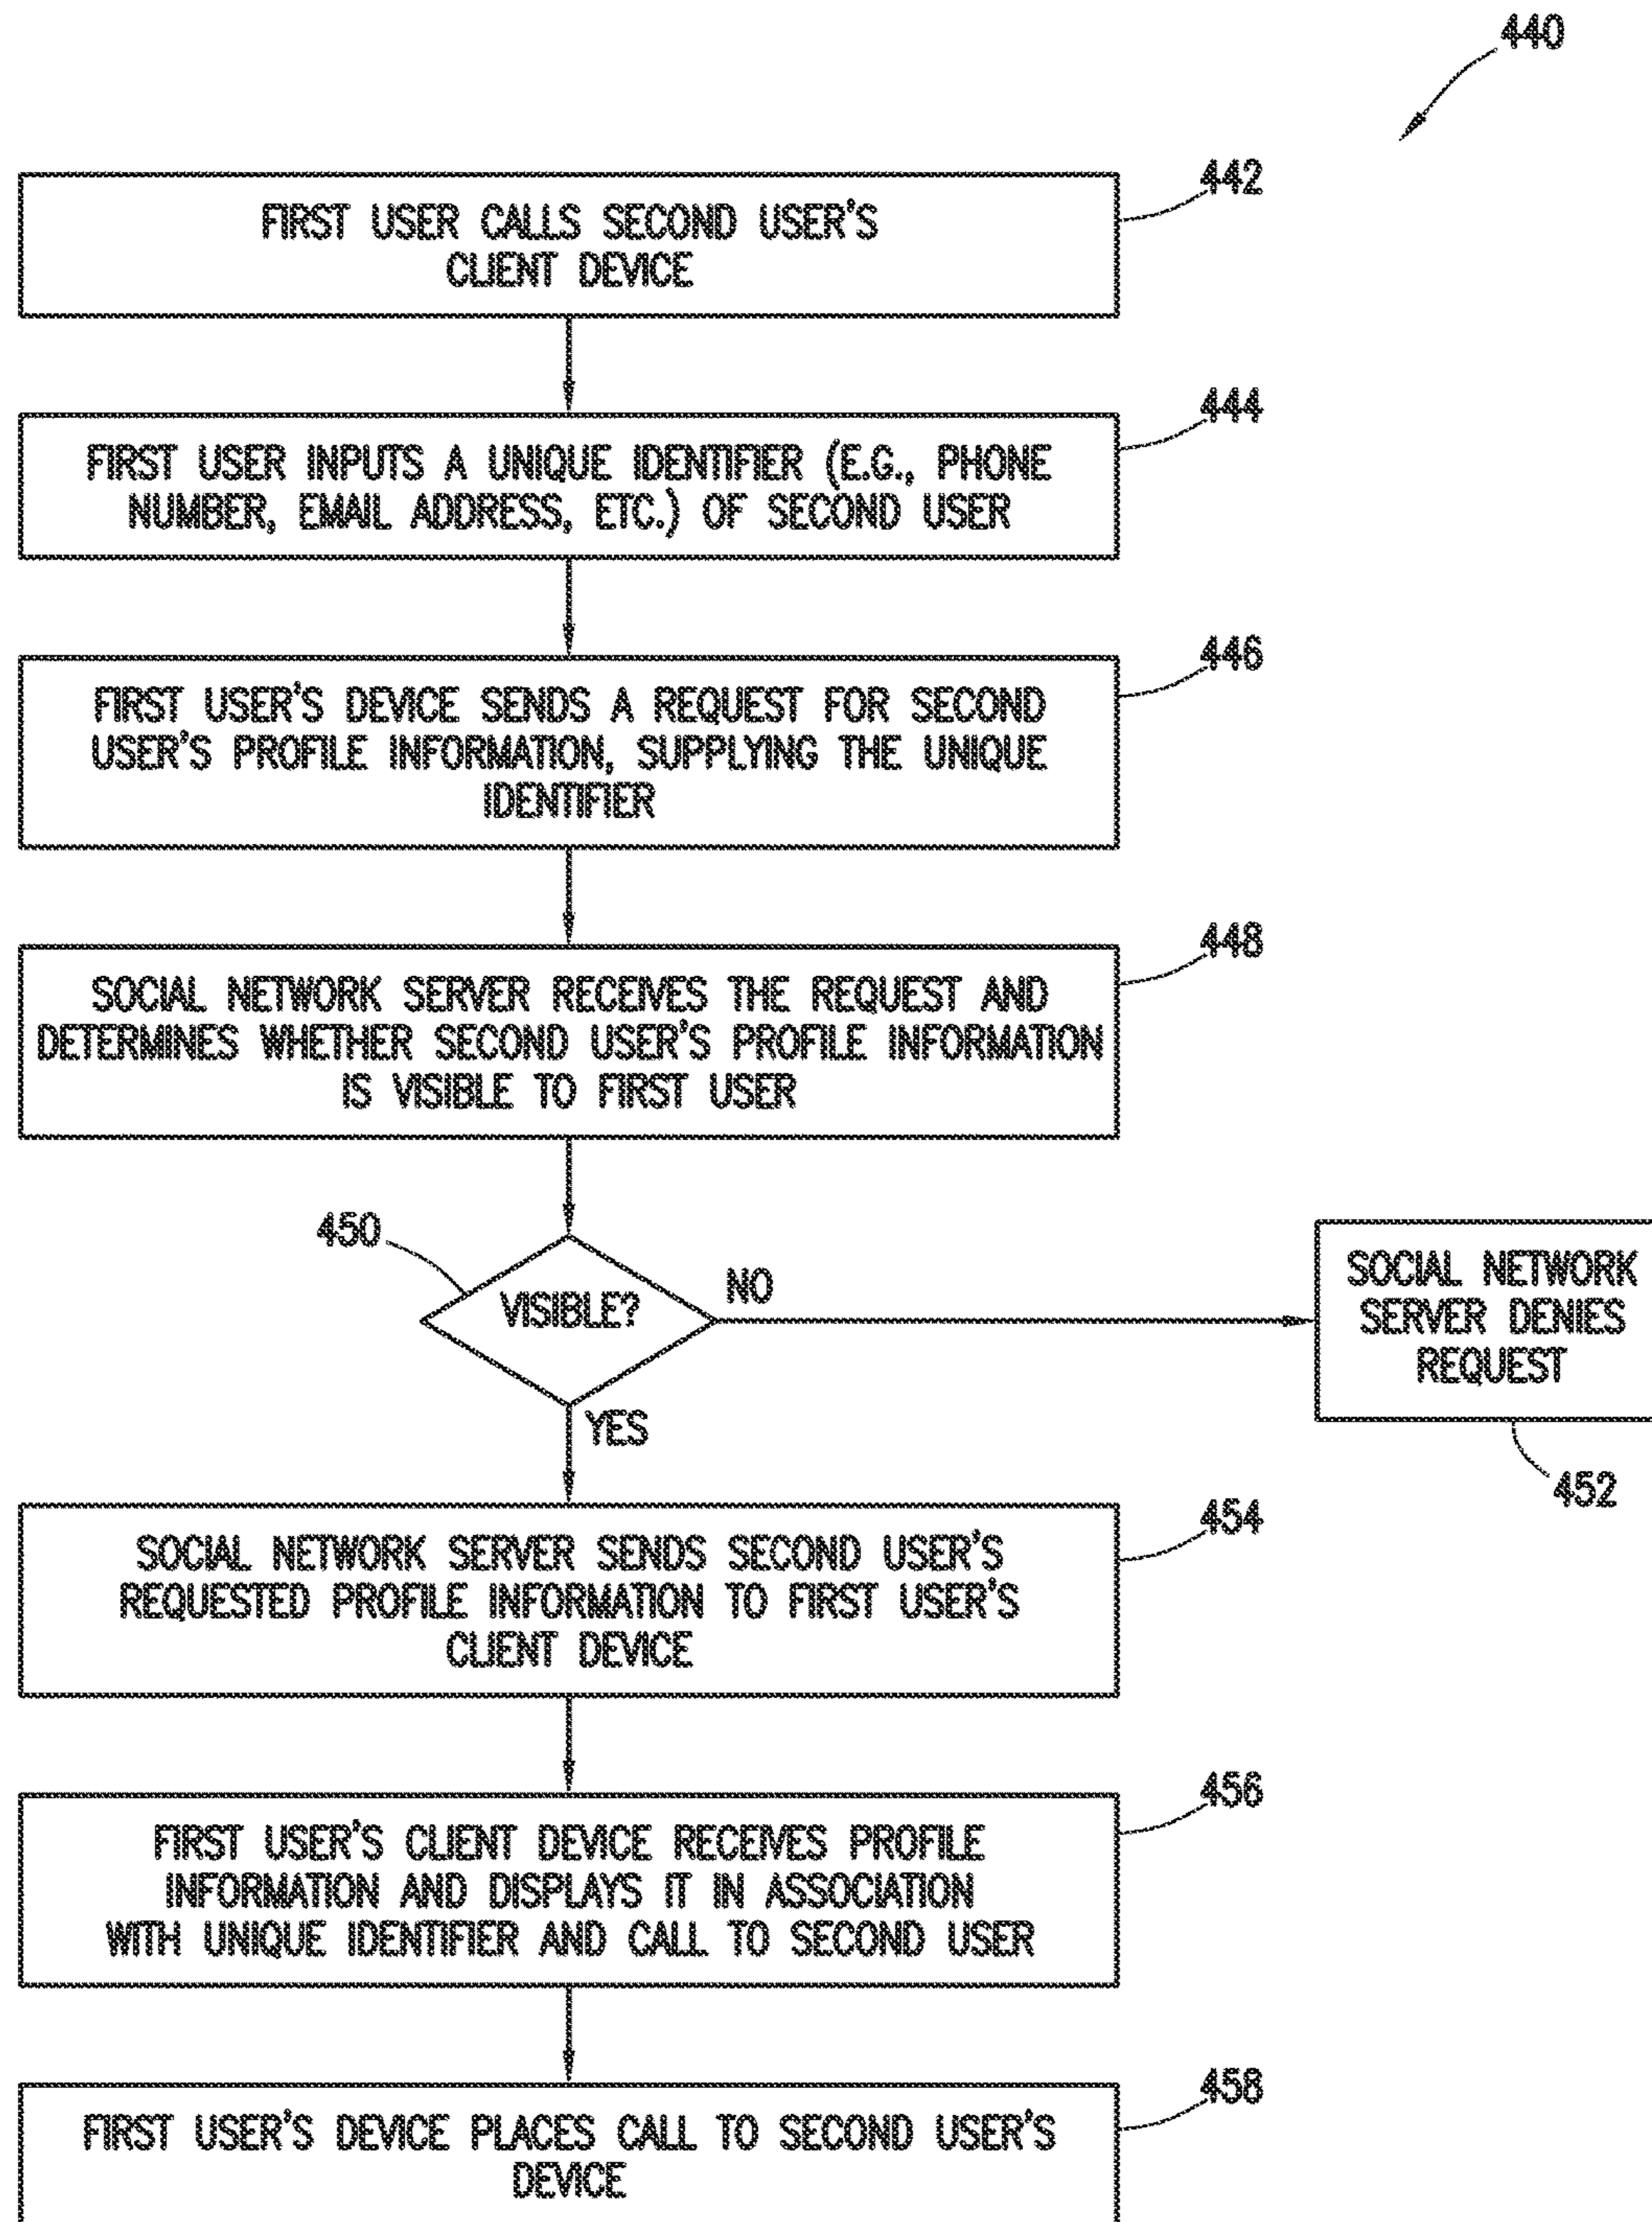 440
442
FIRST USER CALLS SECOND USER'S
CLIENT DEVICE
444
FIRST USER INPUTS A UNIQUE IDENTIFIER (E.G., PHONE
NUMBER, EMAIL ADDRESS, ETC.) OF SECOND USER
446
FIRST USER'S DEVICE SENDS A REQUEST FOR SECOND
USER'S PROFILE INFORMATION, SUPPLYING THE UNIQUE
IDENTIFIER
448
SOCIAL NETWORK SERVER RECEIVES THE REQUEST AND
DETERMINES WHETHER SECOND USER'S PROFILE INFORMATION
IS VISIBLE TO FIRST USER
450
VISIBLE?
NO
SOCIAL NETWORK
SERVER DENIES
REQUEST
452
YES
454
SOCIAL NETWORK SERVER SENDS SECOND USER'S
REQUESTED PROFILE INFORMATION TO FIRST USER'S
CLIENT DEVICE
456
FIRST USER'S CLIENT DEVICE RECEIVES PROFILE
INFORMATION AND DISPLAYS IT IN ASSOCIATION
WITH UNIQUE IDENTIFIER AND CALL TO SECOND USER
458
FIRST USER'S DEVICE PLACES CALL TO SECOND USER'S
DEVICE